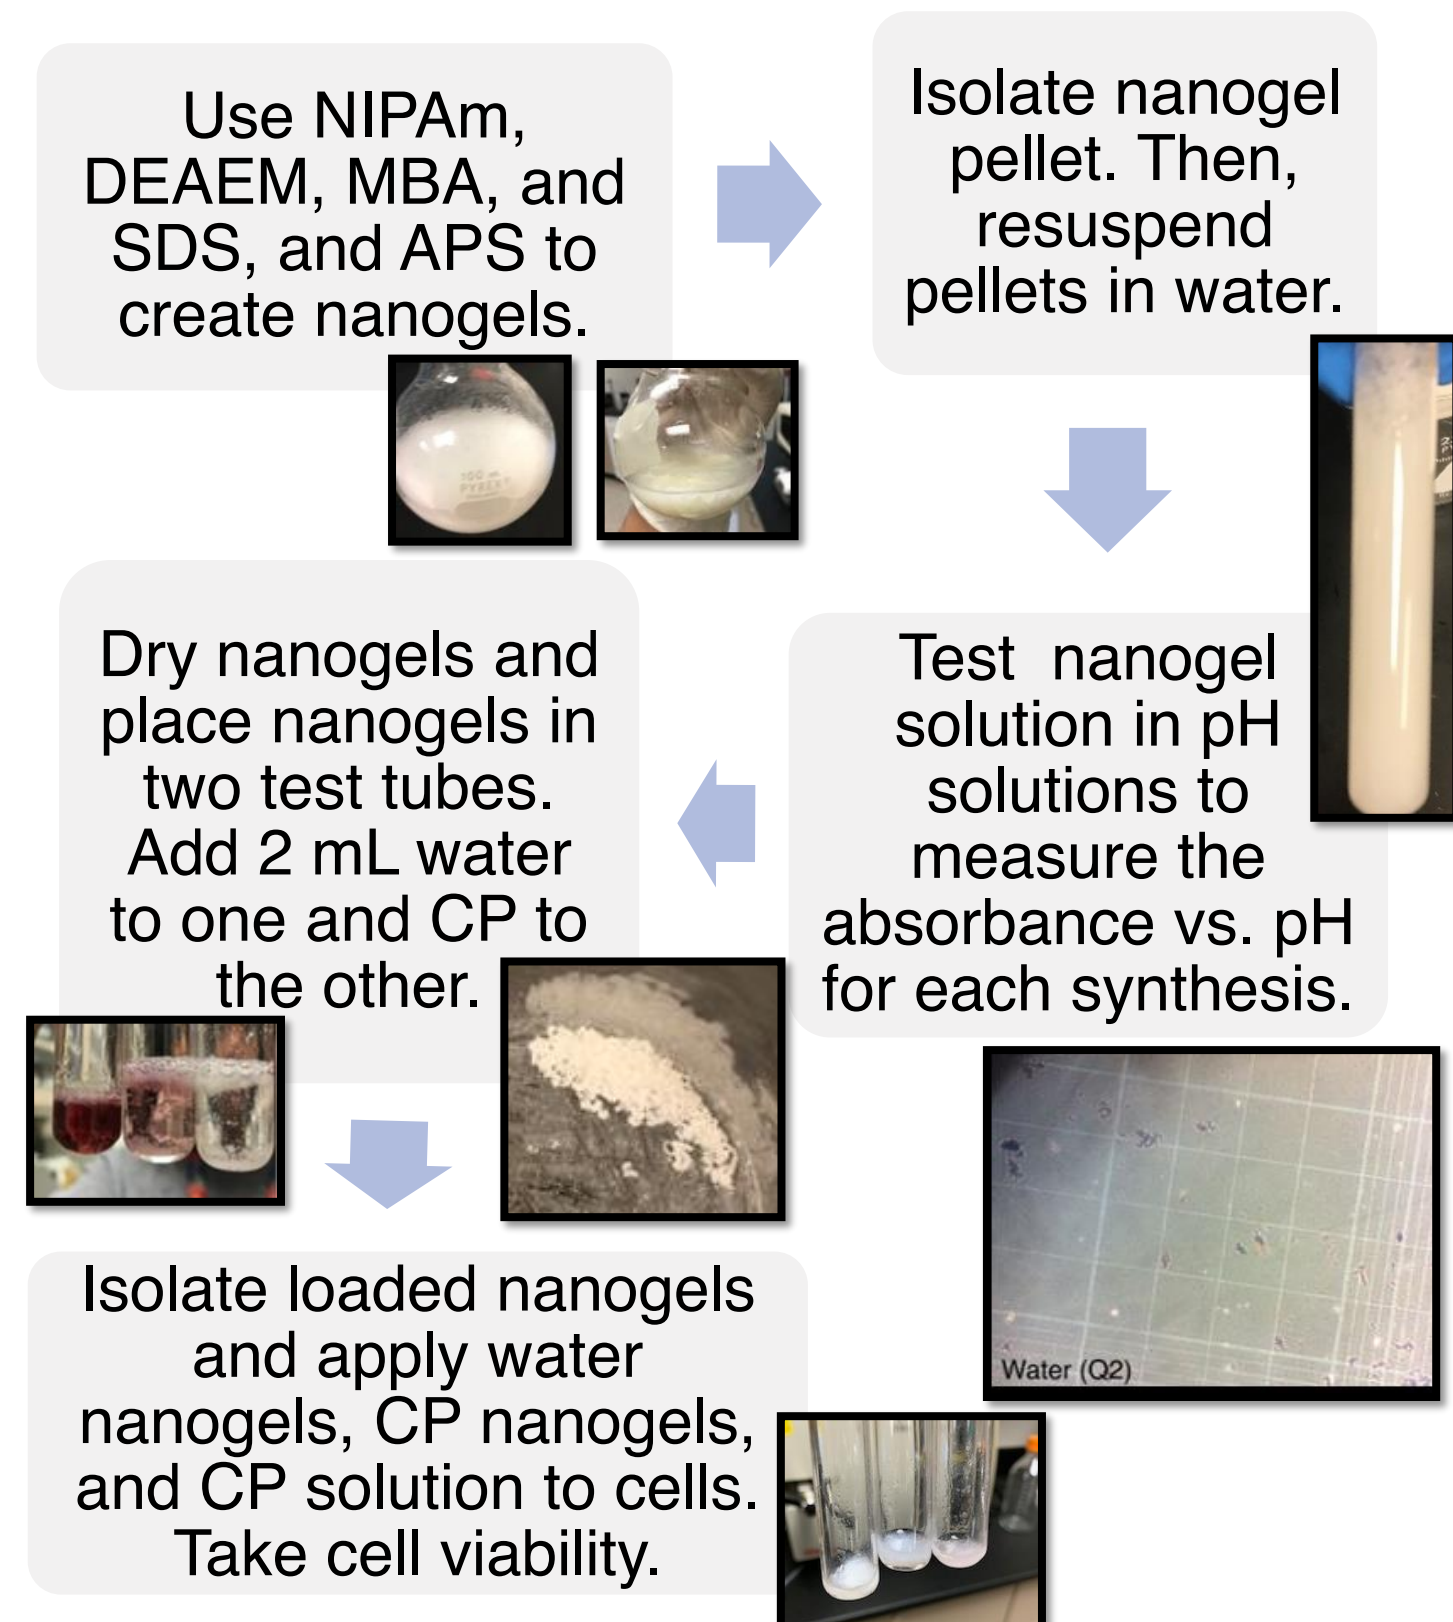 Use NIPAm,
DEAEM, MBA, and
SDS, and APS to
create nanogels.
Isolate nanogel
pellet. Then,
resuspend
pellets in water.
Test nanogel
solution in pH
solutions to
measure the
absorbance vs. pH
for each synthesis.
Dry nanogels and
place nanogels in
two test tubes.
Add 2 mL water
to one and CP to
the other.
Isolate loaded nanogels
and apply water
nanogels, CP nanogels,
and CP solution to cells.
Take cell viability.
Water (Q2)
PYREX